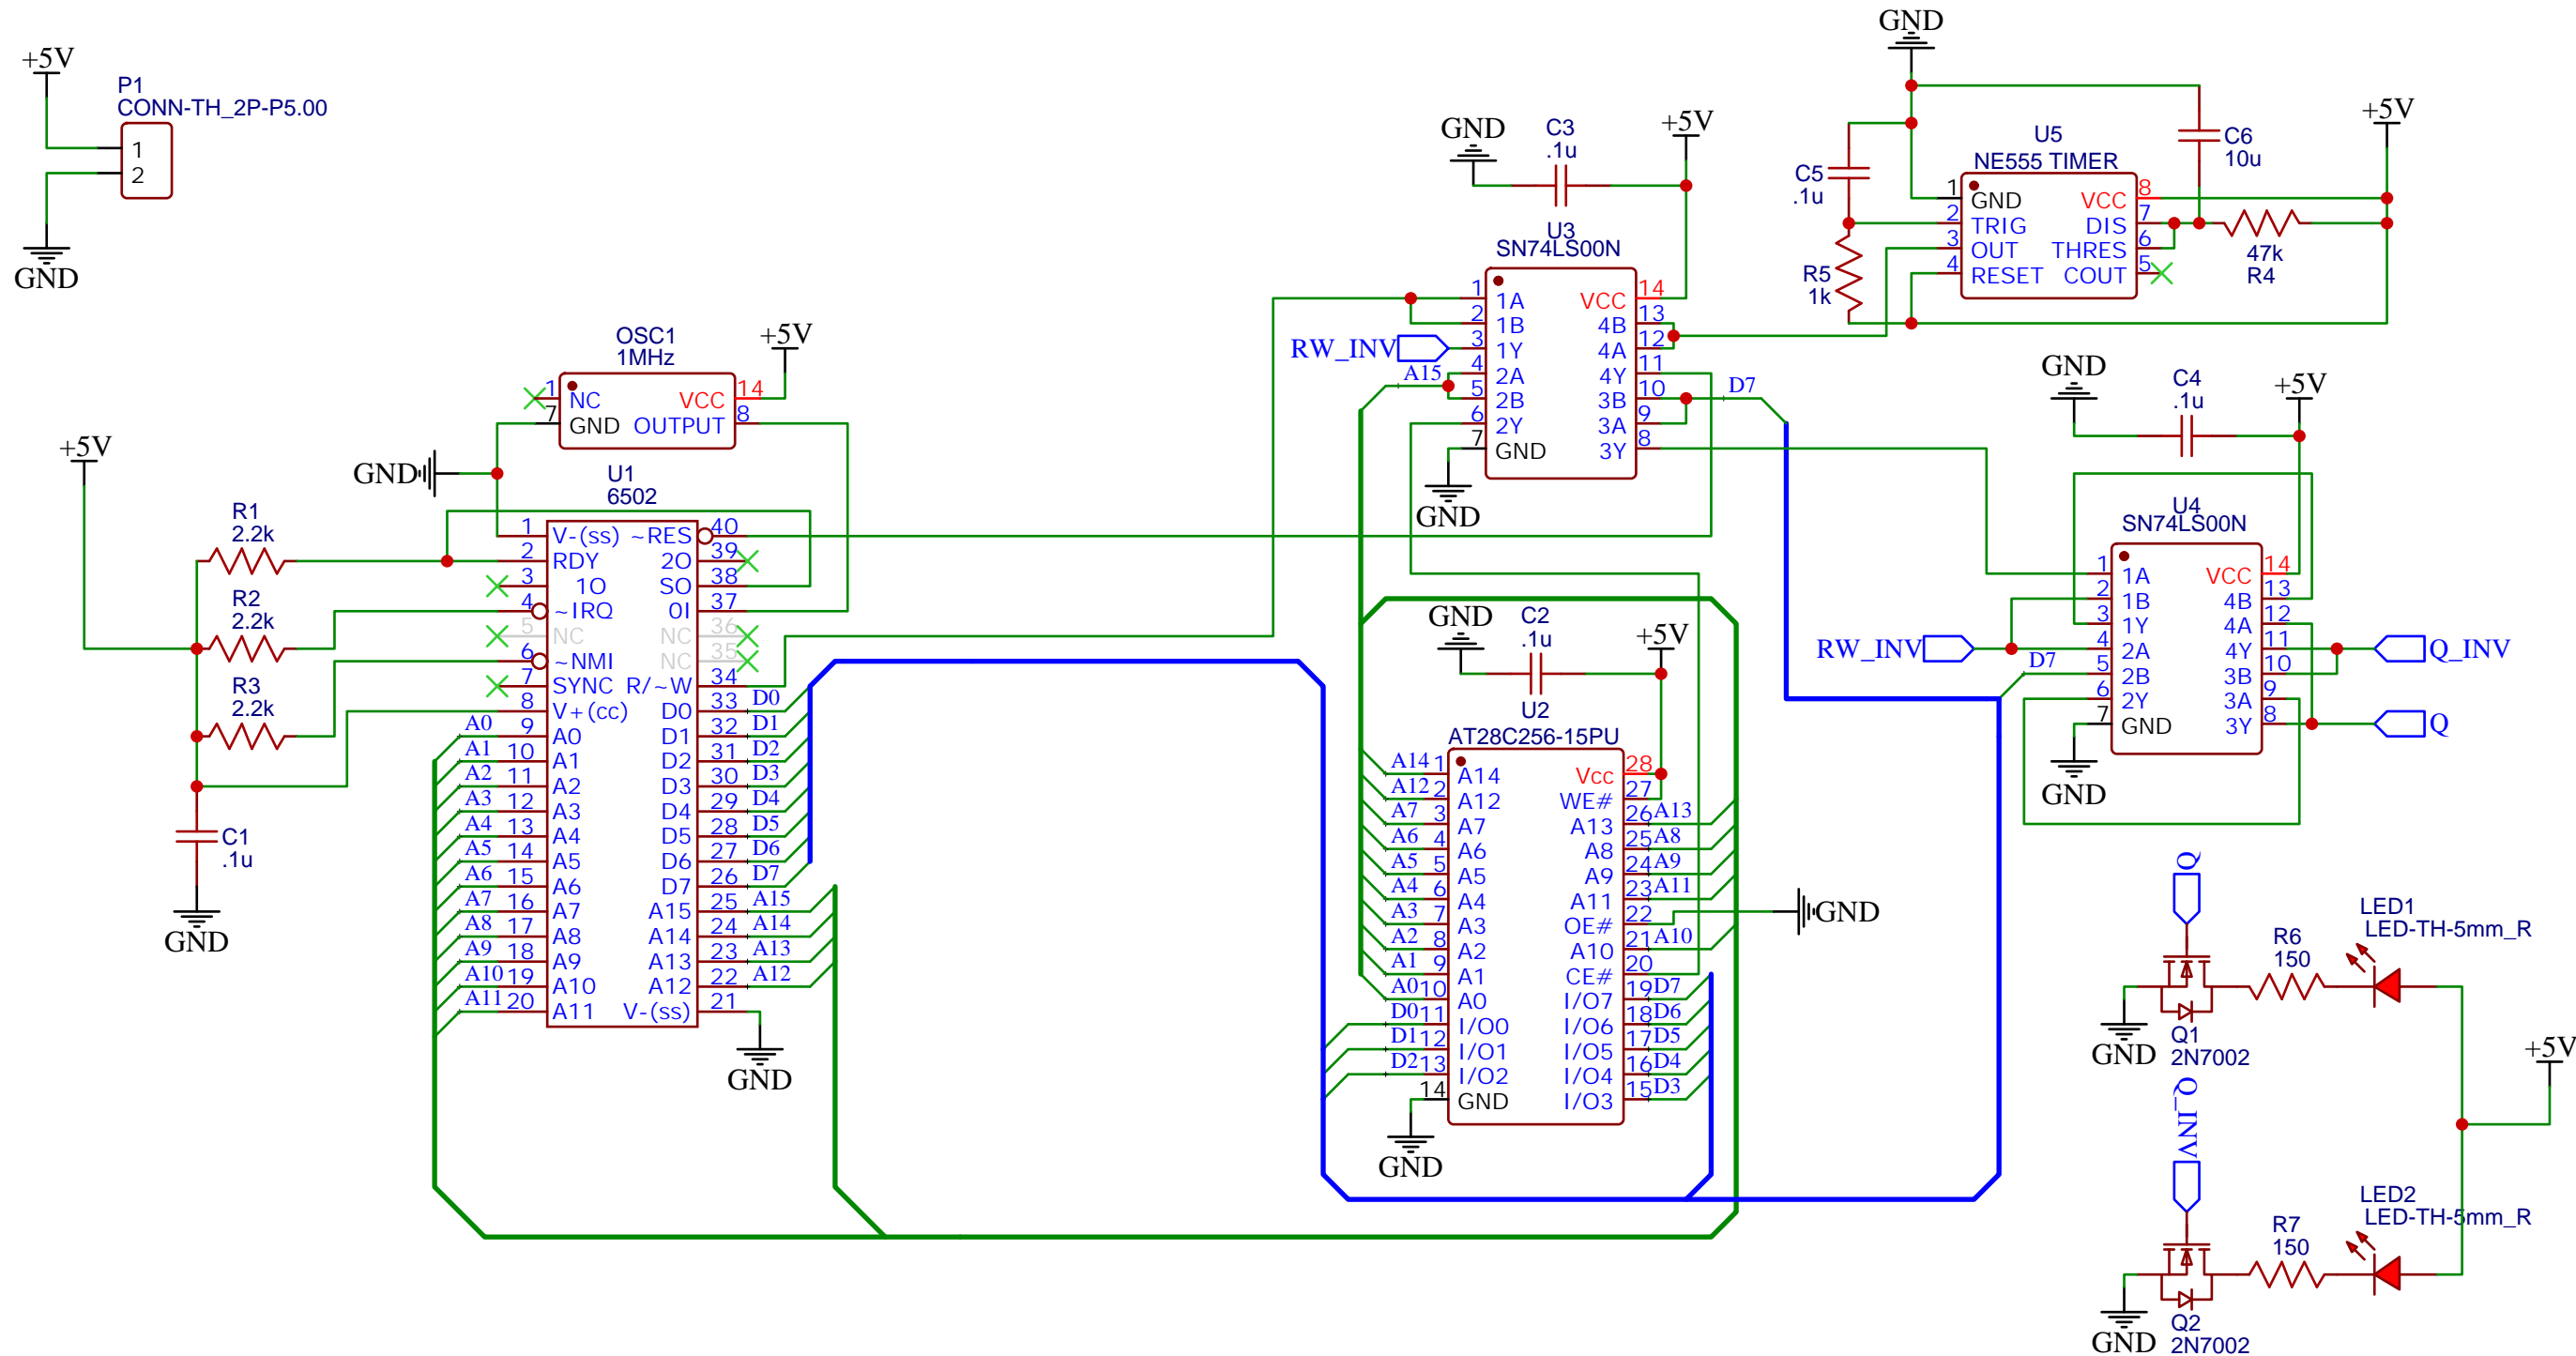 +5V
P1
CONN-TH_2P-P5.00
1
2
GND
OSC1
1MHz
+5V
1 NC VCC 14
7 GND OUTPUT 8
GND
U1
6502
+5V
R1
2.2k
R2
2.2k
R3
2.2k
C1
.1u
GND
1 V-(ss) ~RES 40
2 RDY 2O 39
3 1O SO 38
4 ~IRQ 0I 37
5 NC NC 36
6 ~NMI NC 35
7 SYNC R/~W 34
8 V+(cc) D0 33 D0
A0 9 A0 D1 32 D1
A1 10 A1 D2 31 D2
A2 11 A2 D3 30 D3
A3 12 A3 D4 29 D4
A4 13 A4 D5 28 D5
A5 14 A5 D6 27 D6
A6 15 A6 D7 26 D7
A7 16 A7 A15 25 A15
A8 17 A8 A14 24 A14
A9 18 A9 A13 23 A13
A10 19 A10 A12 22 A12
A11 20 A11 V-(ss) 21
GND
GND
C3
.1u
+5V
U3
SN74LS00N
1 1A VCC 14
2 1B 4B 13
RW_INV 3 1Y 4A 12
4 2A 4Y 11
A15 5 2B 3B 10 D7
6 2Y 3A 9
7 GND 3Y 8
GND
GND
C2
.1u
+5V
U2
AT28C256-15PU
A14 1 A14 Vcc 28
A12 2 A12 WE# 27
A7 3 A7 A13 26 A13
A6 4 A6 A8 25 A8
A5 5 A5 A9 24 A9
A4 6 A4 A11 23 A11
A3 7 A3 OE# 22 GND
A2 8 A2 A10 21 A10
A1 9 A1 CE# 20
A0 10 A0 I/O7 19 D7
D0 11 I/O0 I/O6 18 D6
D1 12 I/O1 I/O5 17 D5
D2 13 I/O2 I/O4 16 D4
14 GND I/O3 15 D3
GND
GND
C5
.1u
U5
NE555 TIMER
C6
10u
+5V
1 GND VCC 8
2 TRIG DIS 7
3 OUT THRES 6
4 RESET COUT 5
R5
1k
47k
R4
GND
C4
.1u
+5V
U4
SN74LS00N
1 1A VCC 14
2 1B 4B 13
3 1Y 4A 12
RW_INV 4 2A 4Y 11 Q_INV
D7 5 2B 3B 10
6 2Y 3A 9
7 GND 3Y 8 Q
GND
Q
LED1
LED-TH-5mm_R
R6
150
GND
Q1
2N7002
+5V
Q_INV
LED2
LED-TH-5mm_R
R7
150
GND
Q2
2N7002